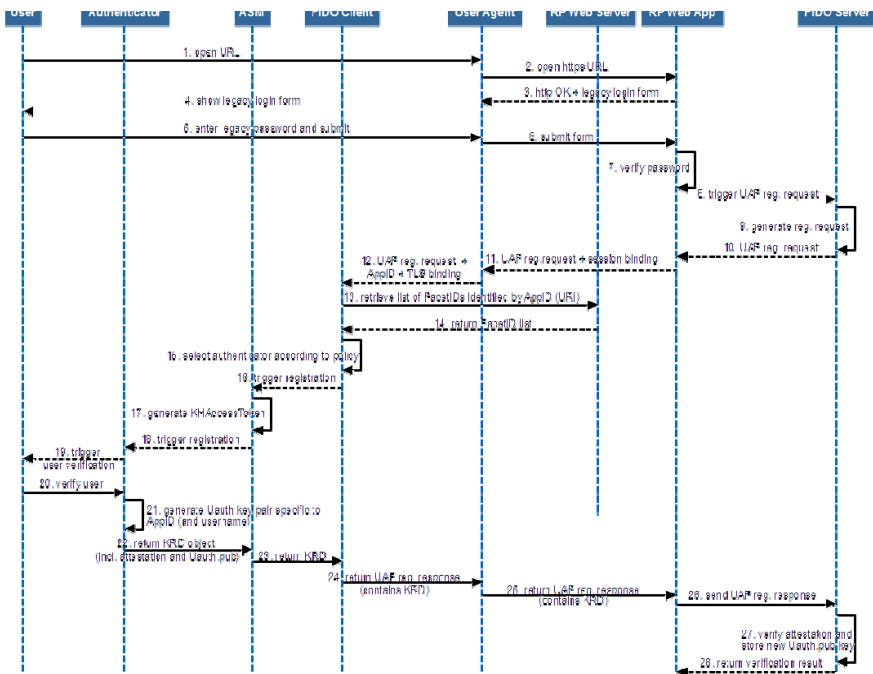 User
Authenticator
ASM
FIDO Client
User Agent
RP Web Server
RP Web App
FIDO Server
1. open URL
2. open https URL
3. http OK + legacy login form
4. show legacy login form
5. enter legacy password and submit
6. submit form
7. verify password
8. trigger UAF reg. request
9. generate reg. request
10. UAF reg. request
11. UAF reg.request + session binding
12. UAF reg. request +
AppID + TLS binding
13. retrieve list of FacetIDs identified by AppID (URI)
14. return FacetID list
15. select authenticator according to policy
16. trigger registration
17. generate KHAccessToken
18. trigger registration
19. trigger
user verification
20. verify user
21. generate Uauth key pair specific to
AppID (and username)
22. return KRD object
(incl. attestation and Uauth.pub)
23. return KRD
24. return UAF reg. response
(contains KRD)
25. return UAF reg. response
(contains KRD)
26. send UAF reg. response
27. verify attestation and
store new Uauth.pub key
28. return verification result